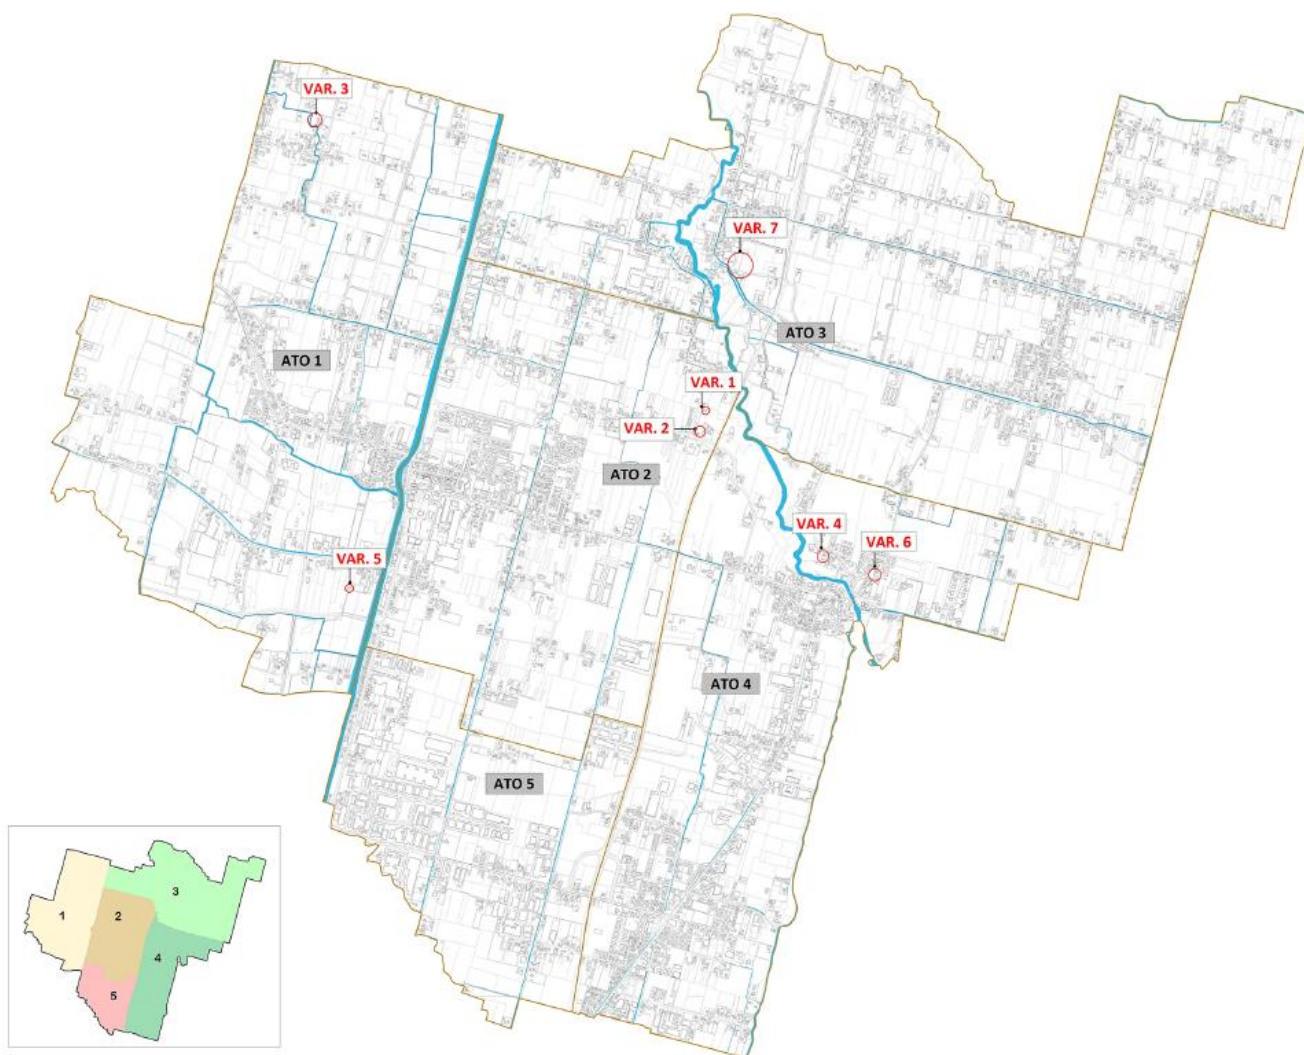 VAR. 3
VAR. 7
ATO 3
ATO 1
VAR. 1
VAR. 2
ATO 2
VAR. 4
VAR. 6
VAR. 5
ATO 4
ATO 5
3
1
2
4
5